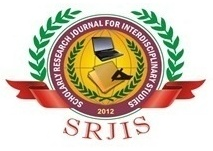 SCHOLARLY RESEARCH JOURNAL FOR INTERDISCIPLINARY STUDIES
2012
SRJIS